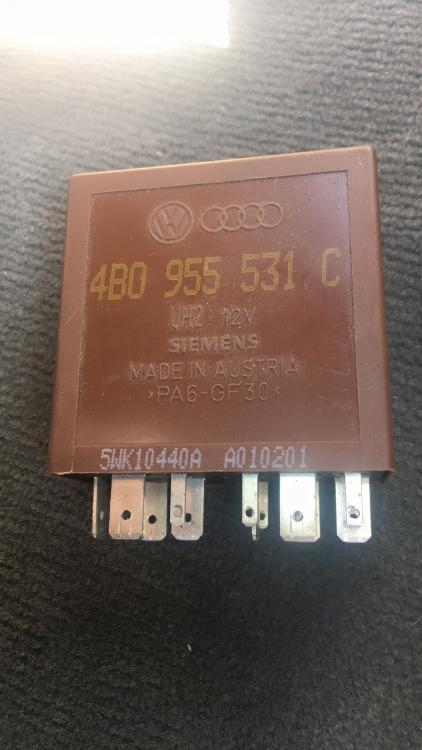 4B0 955 531 C
UH2 12V
SIEMENS
MADE IN AUSTRIA
>PA6-GF30<
5WK10440A A010201